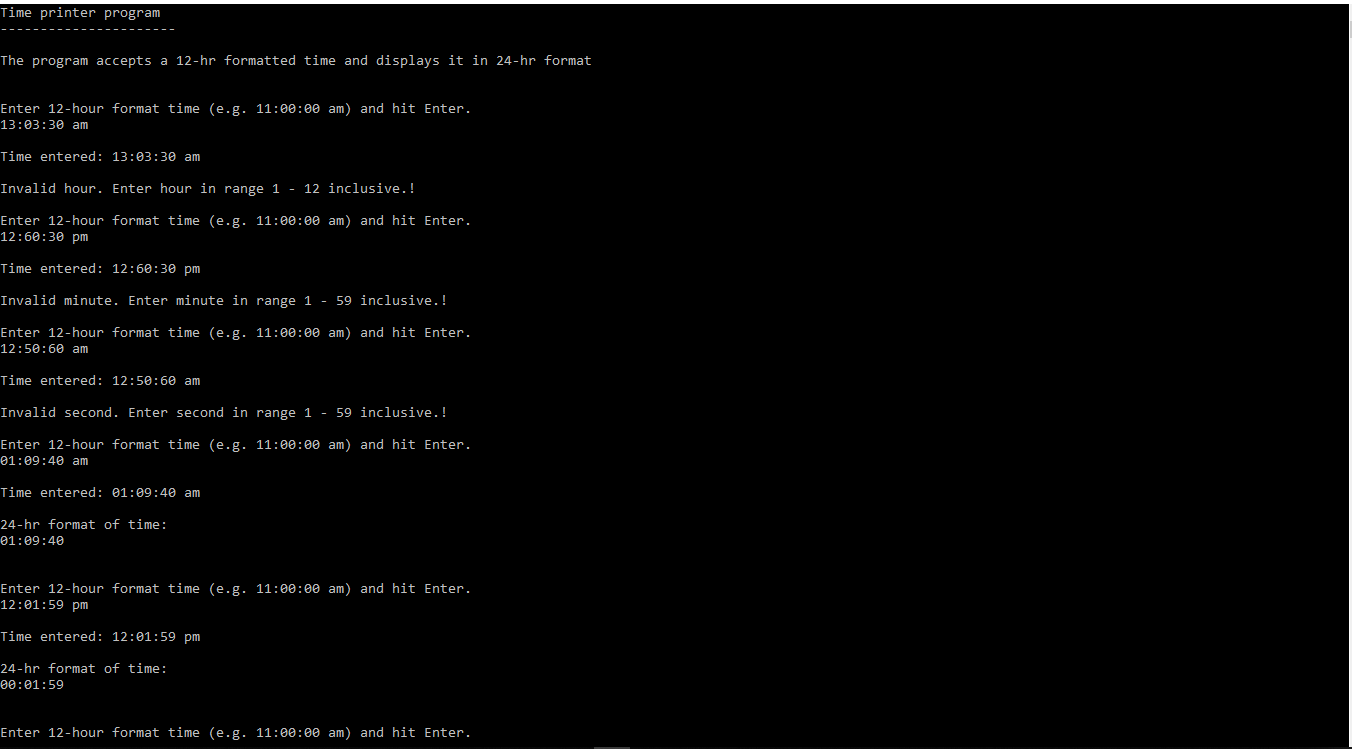 Time printer program
----------------------
The program accepts a 12-hr formatted time and displays it in 24-hr format
Enter 12-hour format time (e.g. 11:00:00 am) and hit Enter.
13:03:30 am
Time entered: 13:03:30 am
Invalid hour. Enter hour in range 1 - 12 inclusive.!
Enter 12-hour format time (e.g. 11:00:00 am) and hit Enter.
12:60:30 pm
Time entered: 12:60:30 pm
Invalid minute. Enter minute in range 1 - 59 inclusive.!
Enter 12-hour format time (e.g. 11:00:00 am) and hit Enter.
12:50:60 am
Time entered: 12:50:60 am
Invalid second. Enter second in range 1 - 59 inclusive.!
Enter 12-hour format time (e.g. 11:00:00 am) and hit Enter.
01:09:40 am
Time entered: 01:09:40 am
24-hr format of time:
01:09:40
Enter 12-hour format time (e.g. 11:00:00 am) and hit Enter.
12:01:59 pm
Time entered: 12:01:59 pm
24-hr format of time:
00:01:59
Enter 12-hour format time (e.g. 11:00:00 am) and hit Enter.